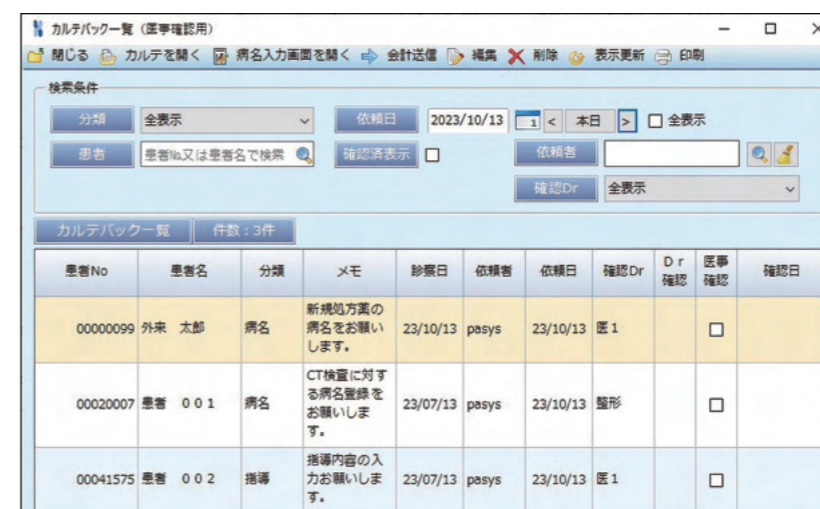 カルテバック一覧（医事確認用）
閉じる カルテを開く 病名入力画面を開く 会計送信 編集 削除 表示更新 印刷
検索条件
分類 全表示 依頼日 2023/10/13 1 < 本日 > 全表示
患者 患者No又は患者名で検索 確認済表示 依頼者
確認Dr 全表示
カルテバック一覧 件数：3件
患者No 患者名 分類 メモ 診察日 依頼者 依頼日 確認Dr Dr確認 医事確認 確認日
00000099 外来 太郎 病名 新規処方薬の病名をお願いします。 23/10/13 pasys 23/10/13 医1
00020007 患者 001 病名 CT検査に対する病名登録をお願いします。 23/07/13 pasys 23/10/13 整形
00041575 患者 002 指導 指導内容の入力お願いします。 23/07/13 pasys 23/10/13 医1